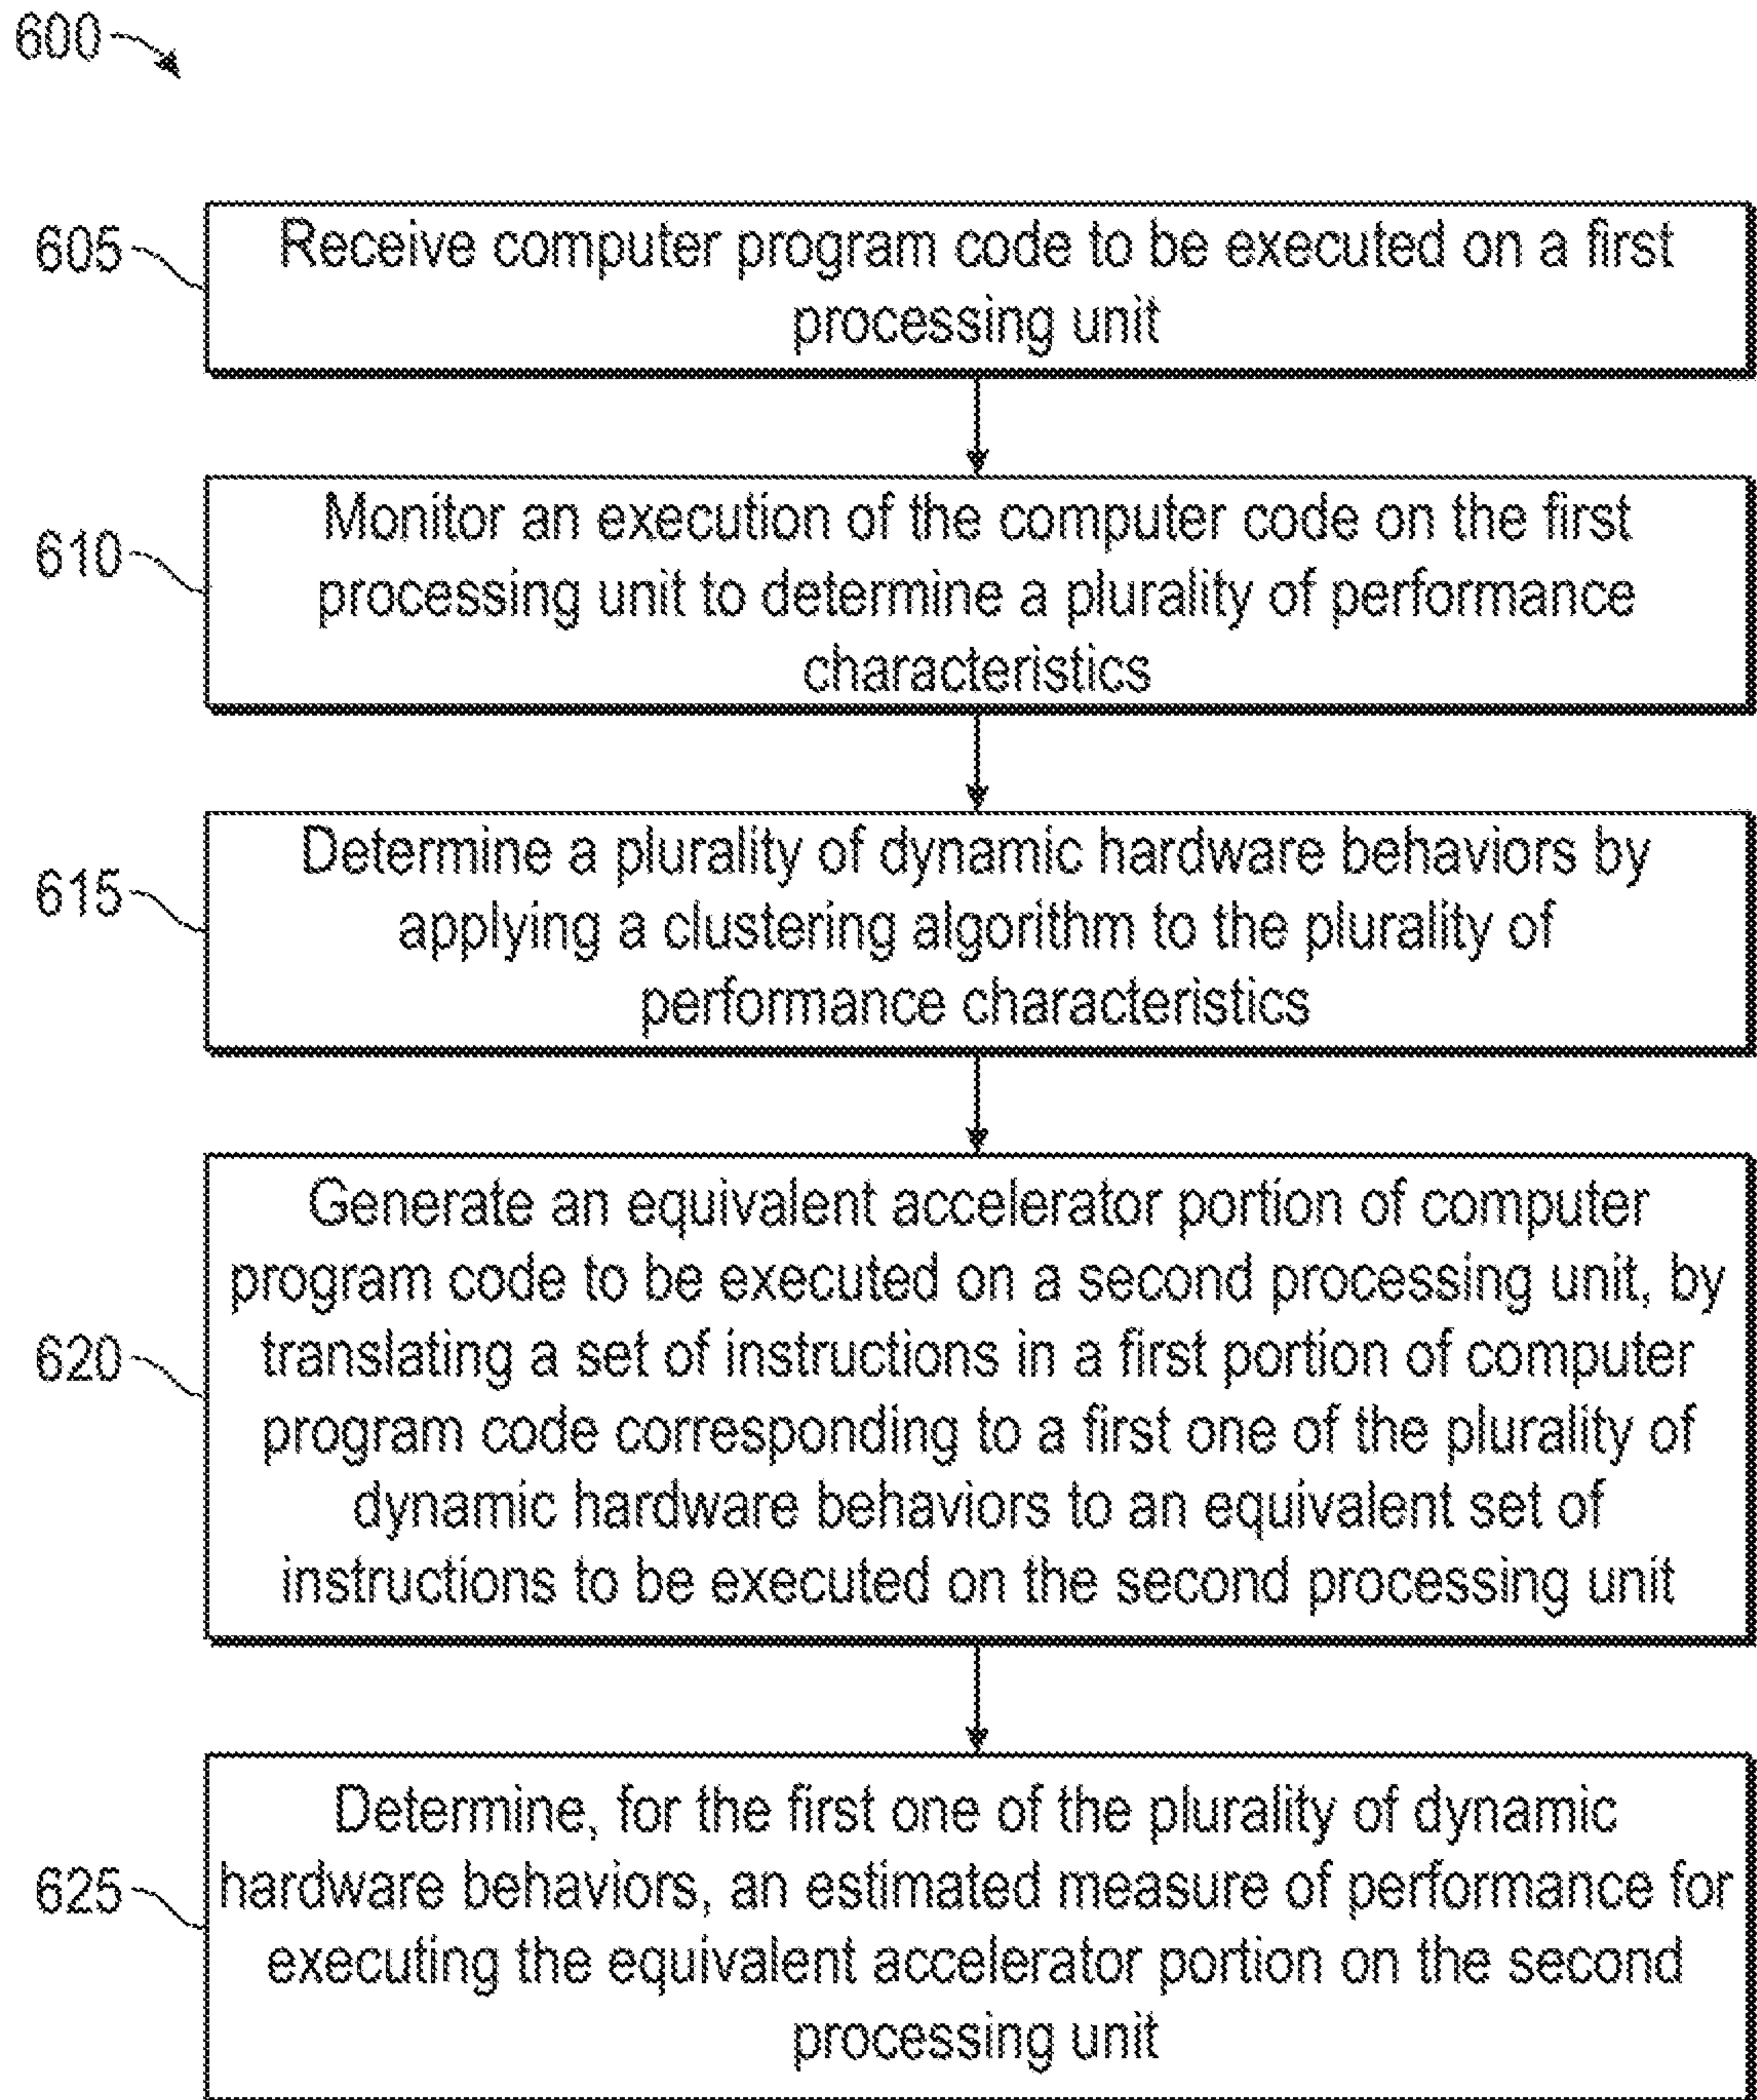 600
605
Receive computer program code to be executed on a first
processing unit
610
Monitor an execution of the computer code on the first
processing unit to determine a plurality of performance
characteristics
615
Determine a plurality of dynamic hardware behaviors by
applying a clustering algorithm to the plurality of
performance characteristics
620
Generate an equivalent accelerator portion of computer
program code to be executed on a second processing unit, by
translating a set of instructions in a first portion of computer
program code corresponding to a first one of the plurality of
dynamic hardware behaviors to an equivalent set of
instructions to be executed on the second processing unit
625
Determine, for the first one of the plurality of dynamic
hardware behaviors, an estimated measure of performance for
executing the equivalent accelerator portion on the second
processing unit